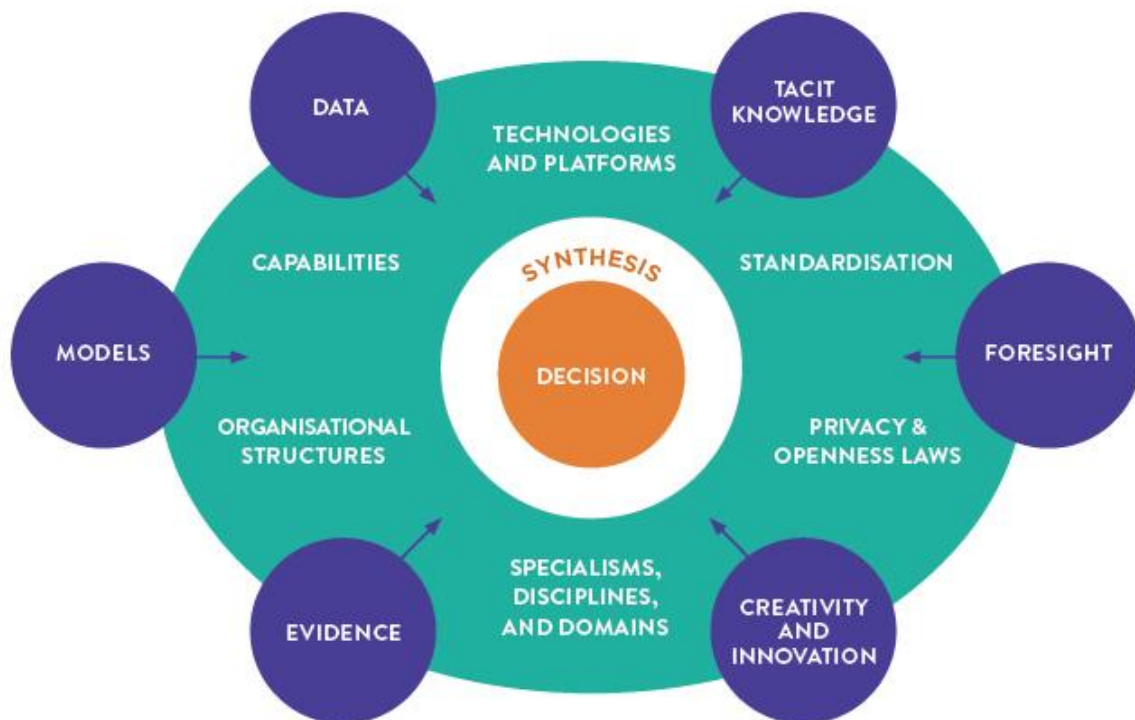 DATA
TACIT
KNOWLEDGE
TECHNOLOGIES
AND PLATFORMS
CAPABILITIES
SYNTHESIS
STANDARDISATION
MODELS
DECISION
FORESIGHT
ORGANISATIONAL
STRUCTURES
PRIVACY &
OPENNESS LAWS
EVIDENCE
SPECIALISMS,
DISCIPLINES,
AND DOMAINS
CREATIVITY
AND
INNOVATION